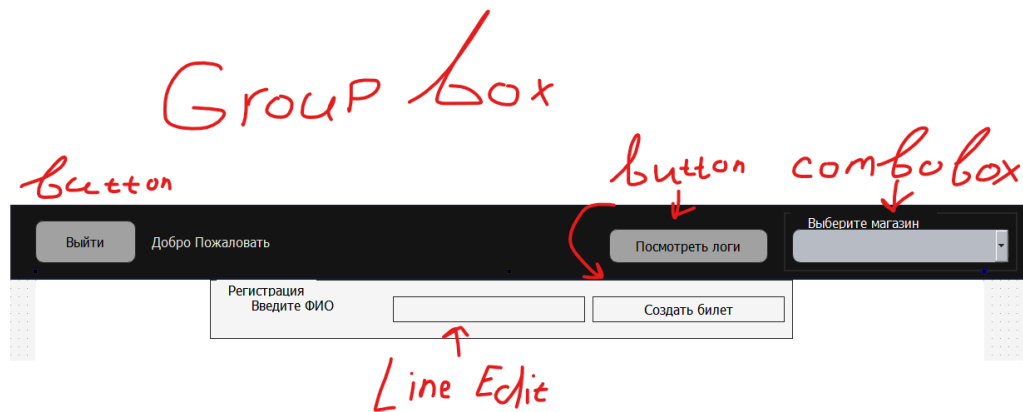 Group box
button
button
combobox
Выйти
Добро Пожаловать
Посмотреть логи
Выберите магазин
Регистрация
Введите ФИО
Создать билет
Line Edit